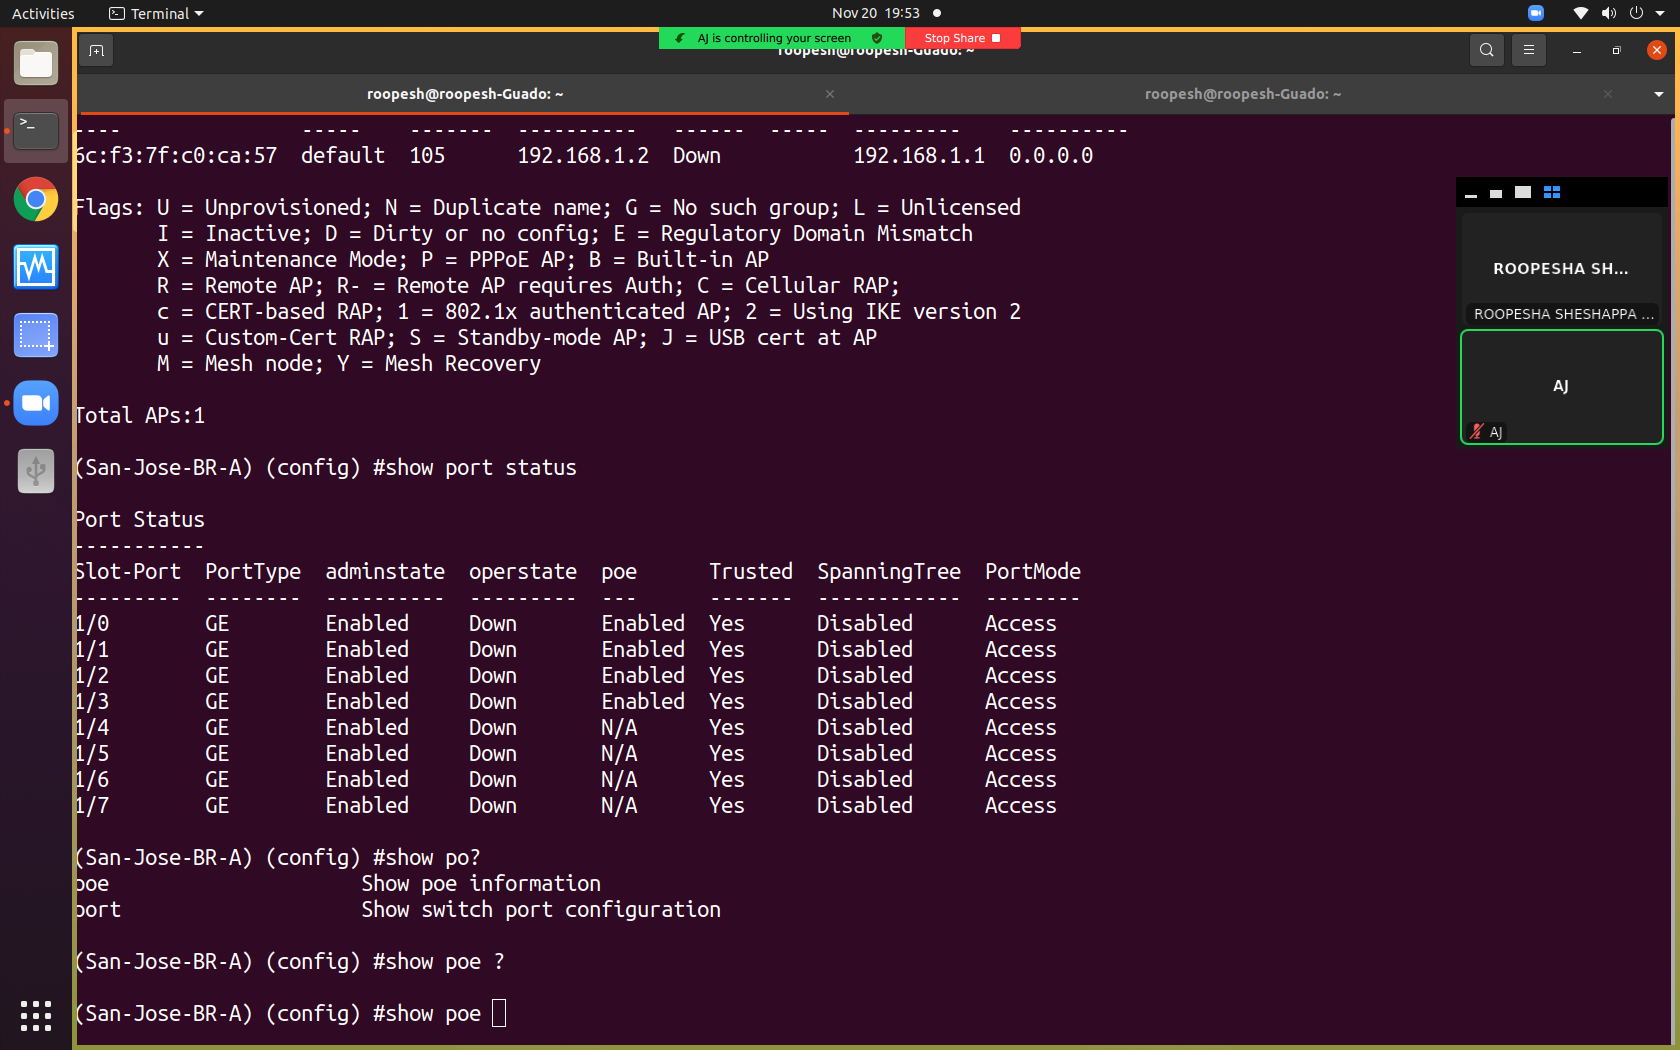 Activities
Terminal
Nov 20 19:53
AJ is controlling your screen
Stop Share
roopesh@roopesh-Guado: ~
roopesh@roopesh-Guado: ~
roopesh@roopesh-Guado: ~
---- ----- ------- ---------- ------ ----- --------- ----------
6c:f3:7f:c0:ca:57 default 105 192.168.1.2 Down 192.168.1.1 0.0.0.0
Flags: U = Unprovisioned; N = Duplicate name; G = No such group; L = Unlicensed
I = Inactive; D = Dirty or no config; E = Regulatory Domain Mismatch
X = Maintenance Mode; P = PPPoE AP; B = Built-in AP
R = Remote AP; R- = Remote AP requires Auth; C = Cellular RAP;
c = CERT-based RAP; 1 = 802.1x authenticated AP; 2 = Using IKE version 2
u = Custom-Cert RAP; S = Standby-mode AP; J = USB cert at AP
M = Mesh node; Y = Mesh Recovery
Total APs:1
(San-Jose-BR-A) (config) #show port status
Port Status
-----------
Slot-Port PortType adminstate operstate poe Trusted SpanningTree PortMode
--------- -------- ---------- --------- --- ------- ------------ --------
1/0 GE Enabled Down Enabled Yes Disabled Access
1/1 GE Enabled Down Enabled Yes Disabled Access
1/2 GE Enabled Down Enabled Yes Disabled Access
1/3 GE Enabled Down Enabled Yes Disabled Access
1/4 GE Enabled Down N/A Yes Disabled Access
1/5 GE Enabled Down N/A Yes Disabled Access
1/6 GE Enabled Down N/A Yes Disabled Access
1/7 GE Enabled Down N/A Yes Disabled Access
(San-Jose-BR-A) (config) #show po?
poe Show poe information
port Show switch port configuration
(San-Jose-BR-A) (config) #show poe ?
(San-Jose-BR-A) (config) #show poe
ROOPESHA SH...
ROOPESHA SHESHAPPA ...
AJ
AJ